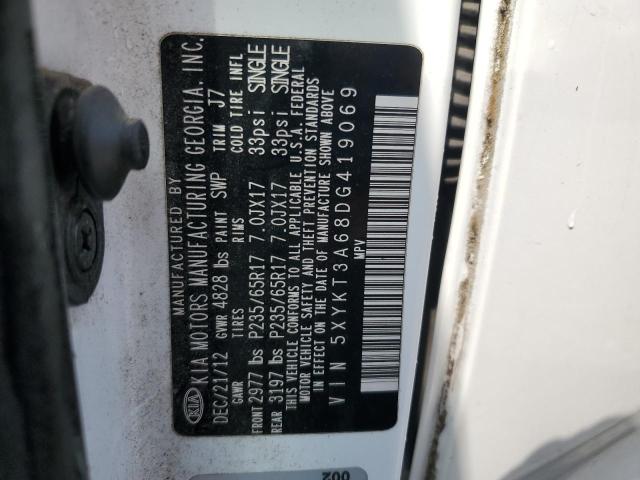 MANUFACTURED BY
KIA KIA MOTORS MANUFACTURING GEORGIA, INC.
DEC/21/12 GVWR 4828 lbs PAINT SWP TRIM J7
GAWR TIRES RIMS COLD TIRE INFL
FRONT 2977 lbs P235/65R17 7.0JX17 33psi SINGLE
REAR 3197 lbs P235/65R17 7.0JX17 33psi SINGLE
THIS VEHICLE CONFORMS TO ALL APPLICABLE U.S.A. FEDERAL
MOTOR VEHICLE SAFETY AND THEFT PREVENTION STANDARDS
IN EFFECT ON THE DATE OF MANUFACTURE SHOWN ABOVE
VIN 5XYKT3A68DG419069
MPV
002